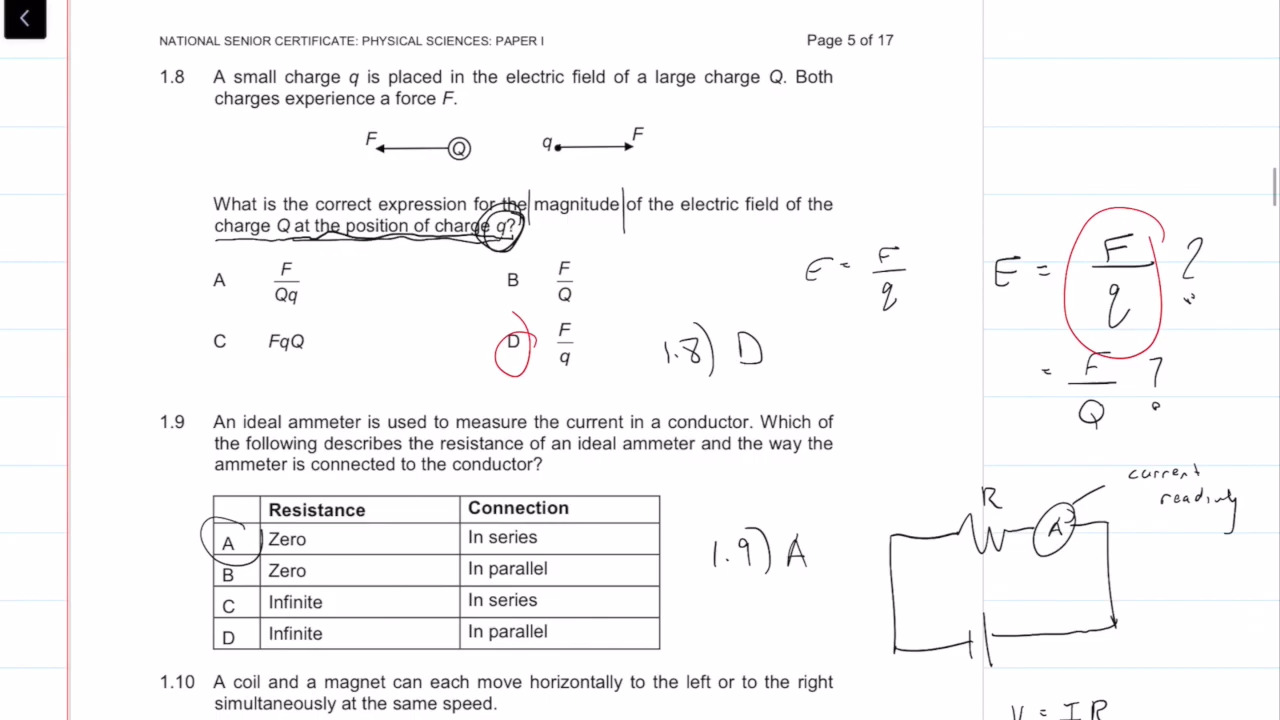 NATIONAL SENIOR CERTIFICATE: PHYSICAL SCIENCES: PAPER I
Page 5 of 17
1.8 A small charge q is placed in the electric field of a large charge Q. Both
charges experience a force F.
F Q q F
What is the correct expression for the magnitude of the electric field of the
charge Q at the position of charge q?
A F/Qq B F/Q
C FqQ D F/q
E = F/q
E = F/q ?
= F/Q ?
1.8) D
1.9 An ideal ammeter is used to measure the current in a conductor. Which of
the following describes the resistance of an ideal ammeter and the way the
ammeter is connected to the conductor?
Resistance Connection
A Zero In series
B Zero In parallel
C Infinite In series
D Infinite In parallel
1.9) A
current
reading
R
A
1.10 A coil and a magnet can each move horizontally to the left or to the right
simultaneously at the same speed.
V = IR